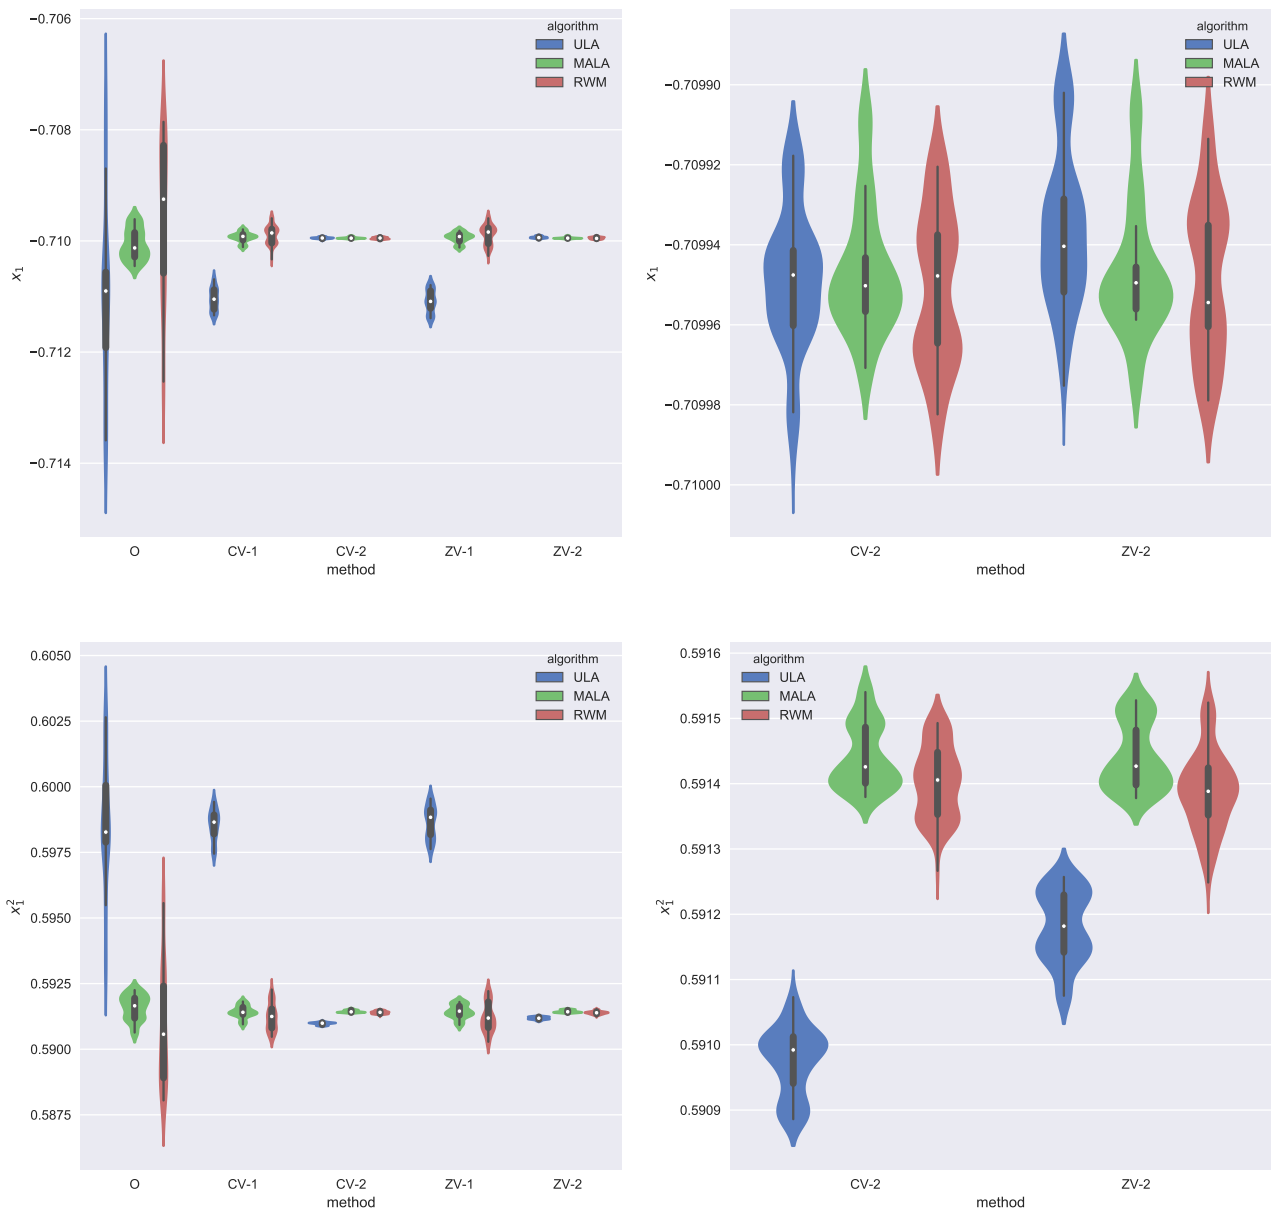 −0.706
−0.708
−0.710
−0.712
−0.714
x₁
algorithm
ULA
MALA
RWM
O CV-1 CV-2 ZV-1 ZV-2
method
−0.70990
−0.70992
−0.70994
−0.70996
−0.70998
−0.71000
x₁
algorithm
ULA
MALA
RWM
CV-2 ZV-2
method
0.6050
0.6025
0.6000
0.5975
0.5950
0.5925
0.5900
0.5875
x₁²
algorithm
ULA
MALA
RWM
O CV-1 CV-2 ZV-1 ZV-2
method
0.5916
0.5915
0.5914
0.5913
0.5912
0.5911
0.5910
0.5909
x₁²
algorithm
ULA
MALA
RWM
CV-2 ZV-2
method